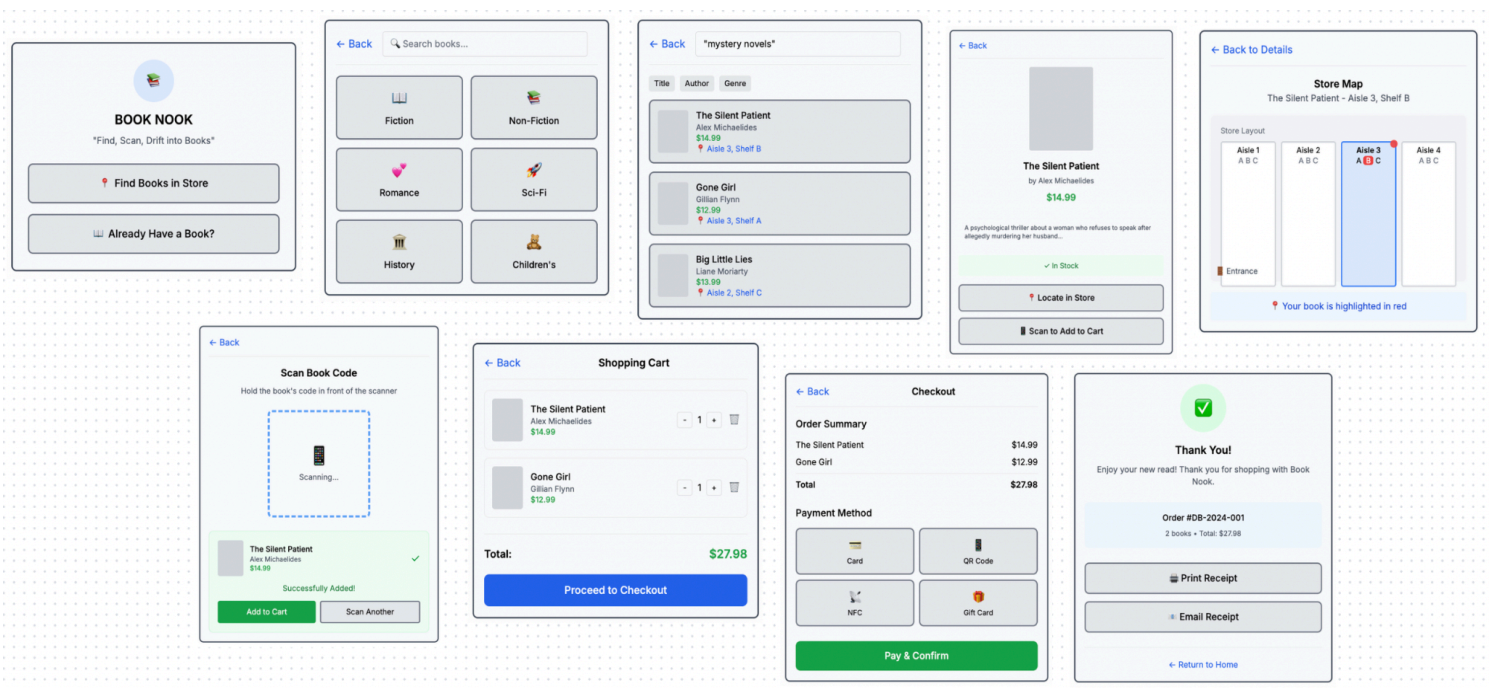 BOOK NOOK
"Find, Scan, Drift into Books"
Find Books in Store
Already Have a Book?
← Back
Search books...
Fiction
Non-Fiction
Romance
Sci-Fi
History
Children's
← Back
"mystery novels"
Title
Author
Genre
The Silent Patient
Alex Michaelides
$14.99
Aisle 3, Shelf B
Gone Girl
Gillian Flynn
$12.99
Aisle 3, Shelf A
Big Little Lies
Liane Moriarty
$13.99
Aisle 2, Shelf C
← Back
The Silent Patient
by Alex Michaelides
$14.99
A psychological thriller about a woman who refuses to speak after
allegedly murdering her husband...
✓ In Stock
Locate in Store
Scan to Add to Cart
← Back to Details
Store Map
The Silent Patient - Aisle 3, Shelf B
Store Layout
Aisle 1
A B C
Aisle 2
A B C
Aisle 3
A B C
Aisle 4
A B C
Entrance
Your book is highlighted in red
← Back
Scan Book Code
Hold the book's code in front of the scanner
Scanning...
The Silent Patient
Alex Michaelides
$14.99
✓
Successfully Added!
Add to Cart
Scan Another
← Back
Shopping Cart
The Silent Patient
Alex Michaelides
$14.99
- 1 +
Gone Girl
Gillian Flynn
$12.99
- 1 +
Total:
$27.98
Proceed to Checkout
← Back
Checkout
Order Summary
The Silent Patient
$14.99
Gone Girl
$12.99
Total
$27.98
Payment Method
Card
QR Code
NFC
Gift Card
Pay & Confirm
Thank You!
Enjoy your new read! Thank you for shopping with Book
Nook.
Order #DB-2024-001
2 books • Total: $27.98
Print Receipt
Email Receipt
← Return to Home